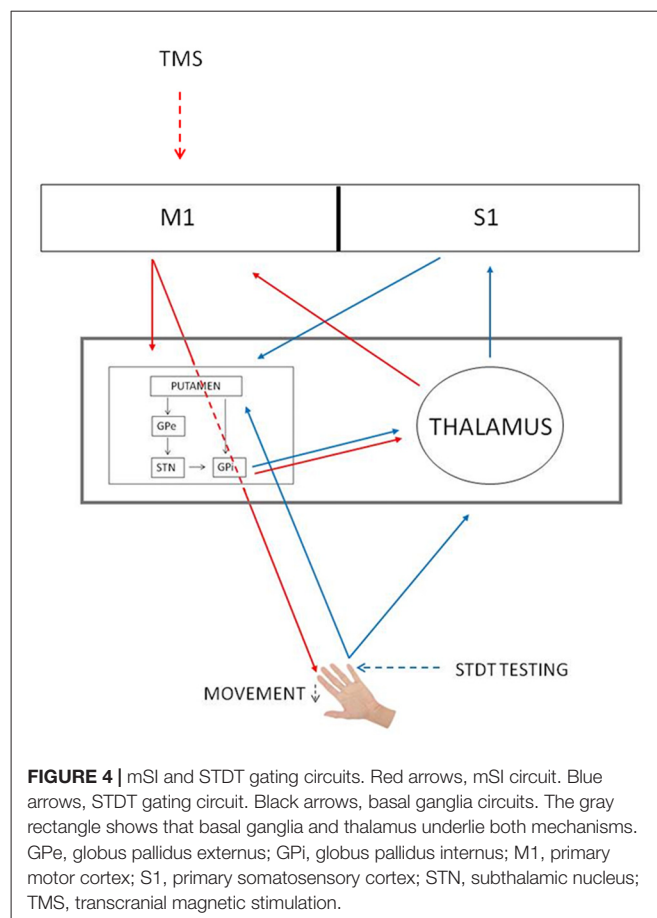 TMS
M1
S1
PUTAMEN
GPe
STN
GPi
THALAMUS
STDT TESTING
MOVEMENT
FIGURE 4 | mSI and STDT gating circuits. Red arrows, mSI circuit. Blue
arrows, STDT gating circuit. Black arrows, basal ganglia circuits. The gray
rectangle shows that basal ganglia and thalamus underlie both mechanisms.
GPe, globus pallidus externus; GPi, globus pallidus internus; M1, primary
motor cortex; S1, primary somatosensory cortex; STN, subthalamic nucleus;
TMS, transcranial magnetic stimulation.